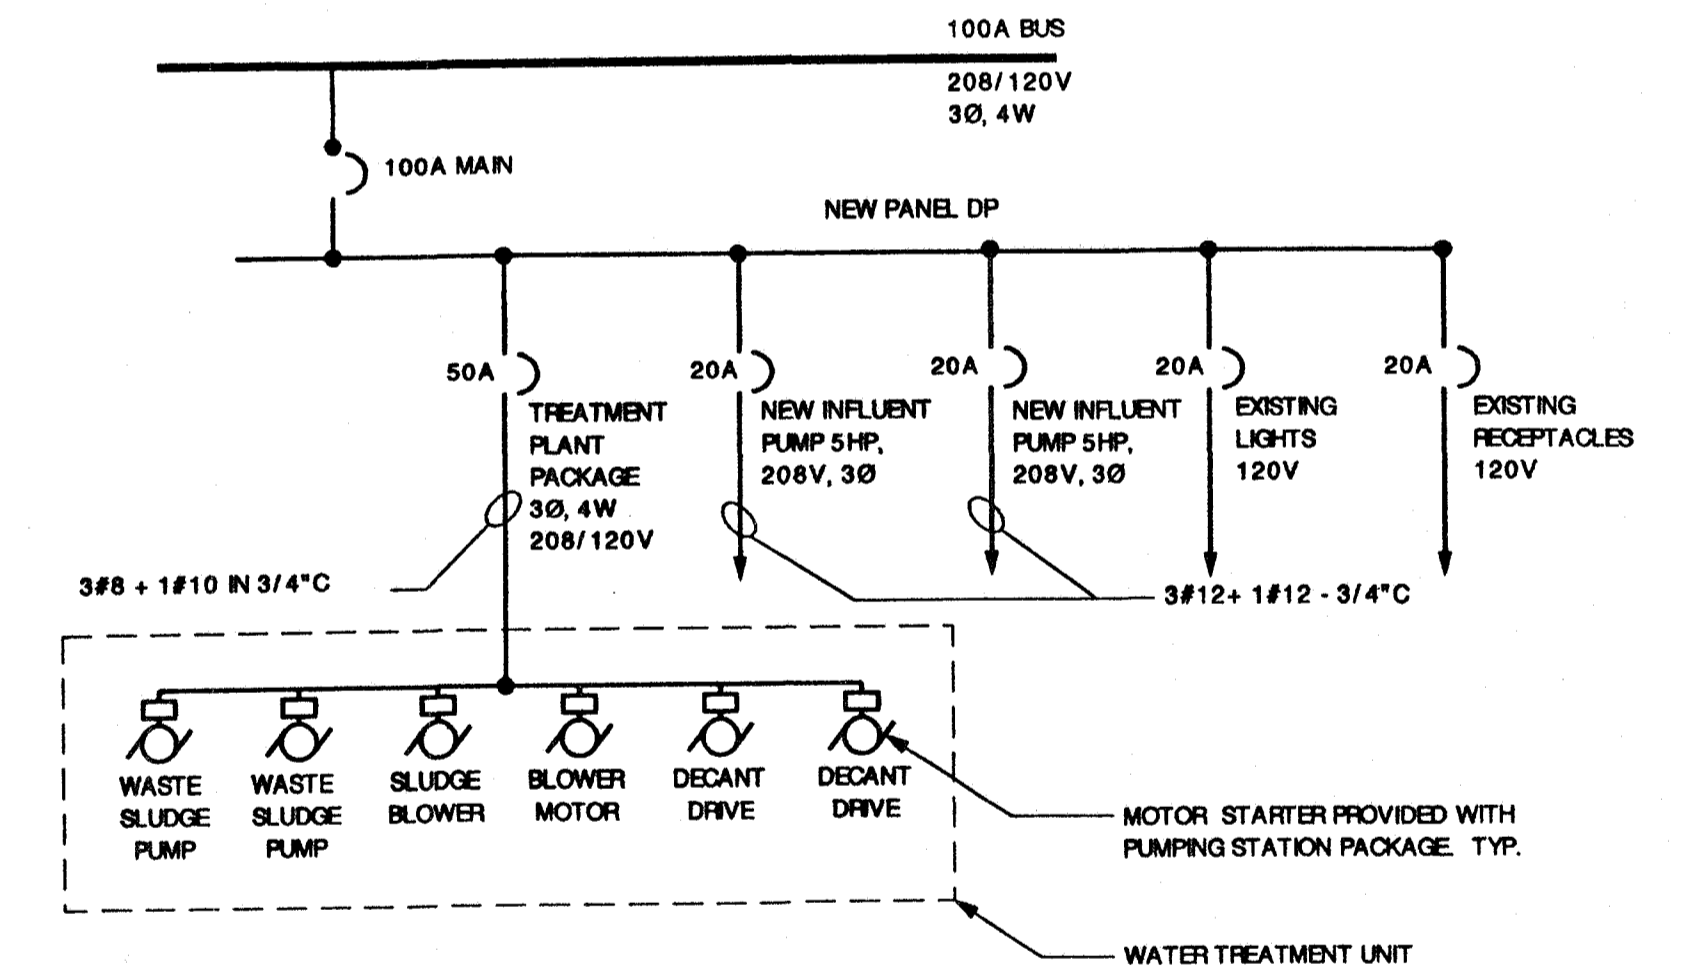 100A BUS
208/120V
3Ø, 4W
100A MAIN
NEW PANEL DP
50A
20A
20A
20A
20A
TREATMENT
PLANT
PACKAGE
3Ø, 4W
208/120V
NEW INFLUENT
PUMP 5HP,
208V, 3Ø
NEW INFLUENT
PUMP 5HP,
208V, 3Ø
EXISTING
LIGHTS
120V
EXISTING
RECEPTACLES
120V
3#8 + 1#10 IN 3/4"C
3#12+ 1#12 - 3/4"C
WASTE
SLUDGE
PUMP
WASTE
SLUDGE
PUMP
SLUDGE
BLOWER
BLOWER
MOTOR
DECANT
DRIVE
DECANT
DRIVE
MOTOR STARTER PROVIDED WITH
PUMPING STATION PACKAGE. TYP.
WATER TREATMENT UNIT